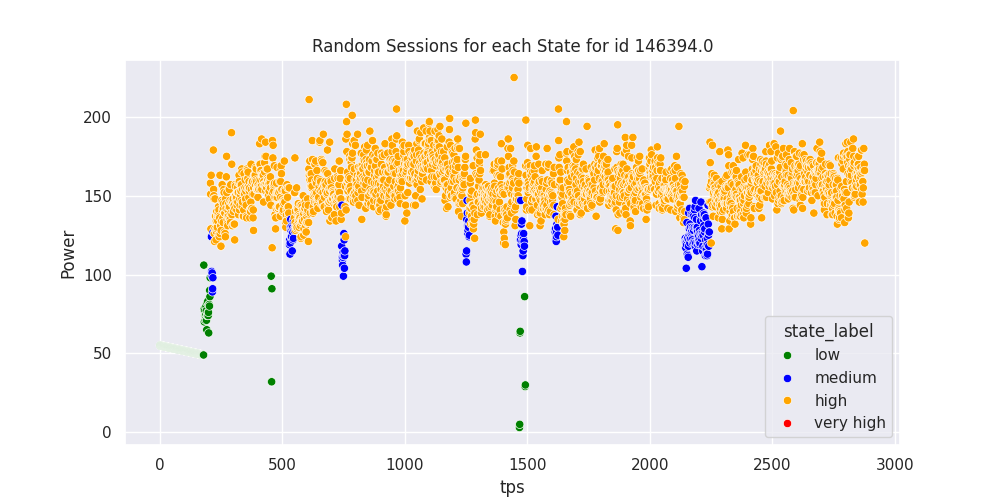 Random Sessions for each State for id 146394.0
Power
200
150
100
50
0
0 500 1000 1500 2000 2500 3000
tps
state_label
low
medium
high
very high